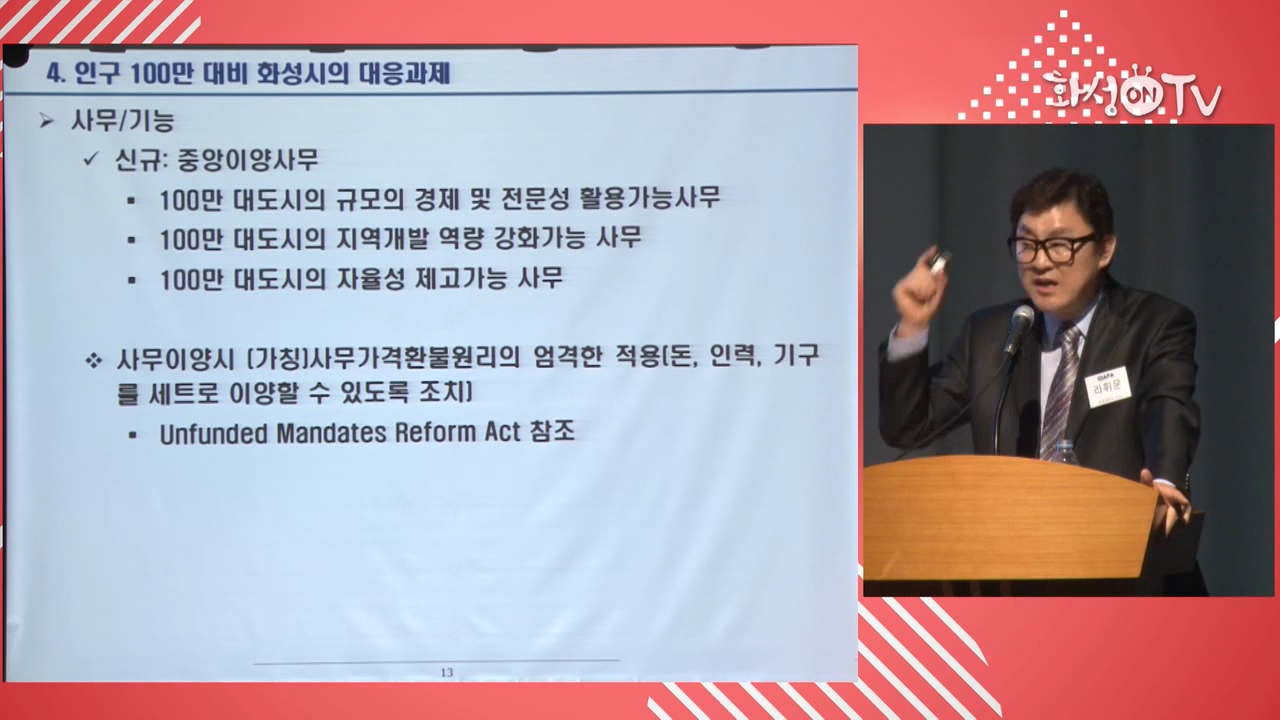 4. 인구 100만 대비 화성시의 대응과제
사무/기능
신규: 중앙이양사무
100만 대도시의 규모의 경제 및 전문성 활용가능사무
100만 대도시의 지역개발 역량 강화가능 사무
100만 대도시의 자율성 제고가능 사무
사무이양시 (가칭)사무가격환불원리의 엄격한 적용(돈, 인력, 기구
를 세트로 이양할 수 있도록 조치)
Unfunded Mandates Reform Act 참조
13
화성ON TV
라휘문